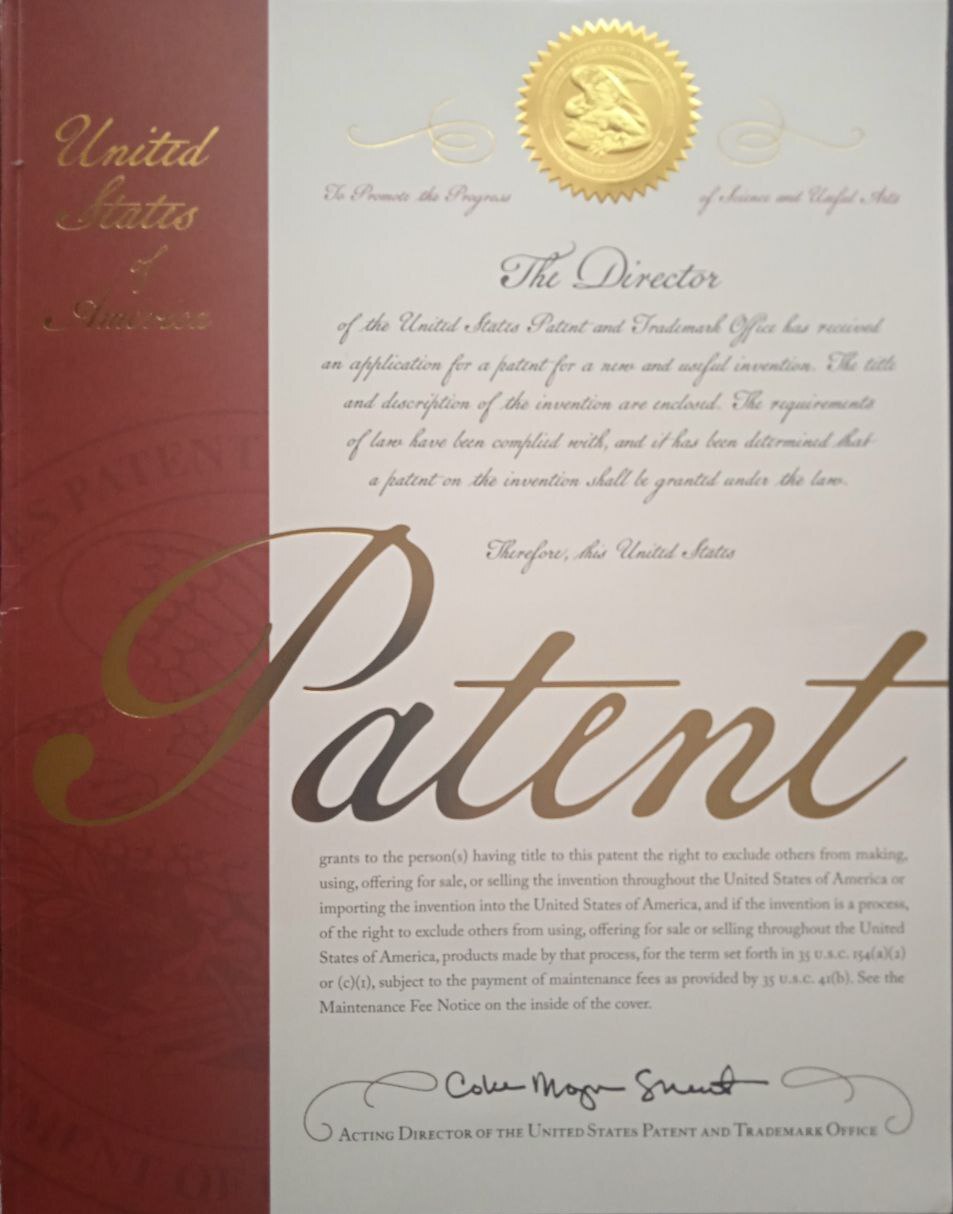 United
States
of
America
To Promote the Progress
of Science and Useful Arts
The Director
of the United States Patent and Trademark Office has received
an application for a patent for a new and useful invention. The title
and description of the invention are enclosed. The requirements
of law have been complied with, and it has been determined that
a patent on the invention shall be granted under the law.
Therefore, this United States
Patent
grants to the person(s) having title to this patent the right to exclude others from making,
using, offering for sale, or selling the invention throughout the United States of America or
importing the invention into the United States of America, and if the invention is a process,
of the right to exclude others from using, offering for sale or selling throughout the United
States of America, products made by that process, for the term set forth in 35 U.S.C. 154(a)(2)
or (c)(1), subject to the payment of maintenance fees as provided by 35 U.S.C. 41(b). See the
Maintenance Fee Notice on the inside of the cover.
Coke Morgan Stewart
ACTING DIRECTOR OF THE UNITED STATES PATENT AND TRADEMARK OFFICE